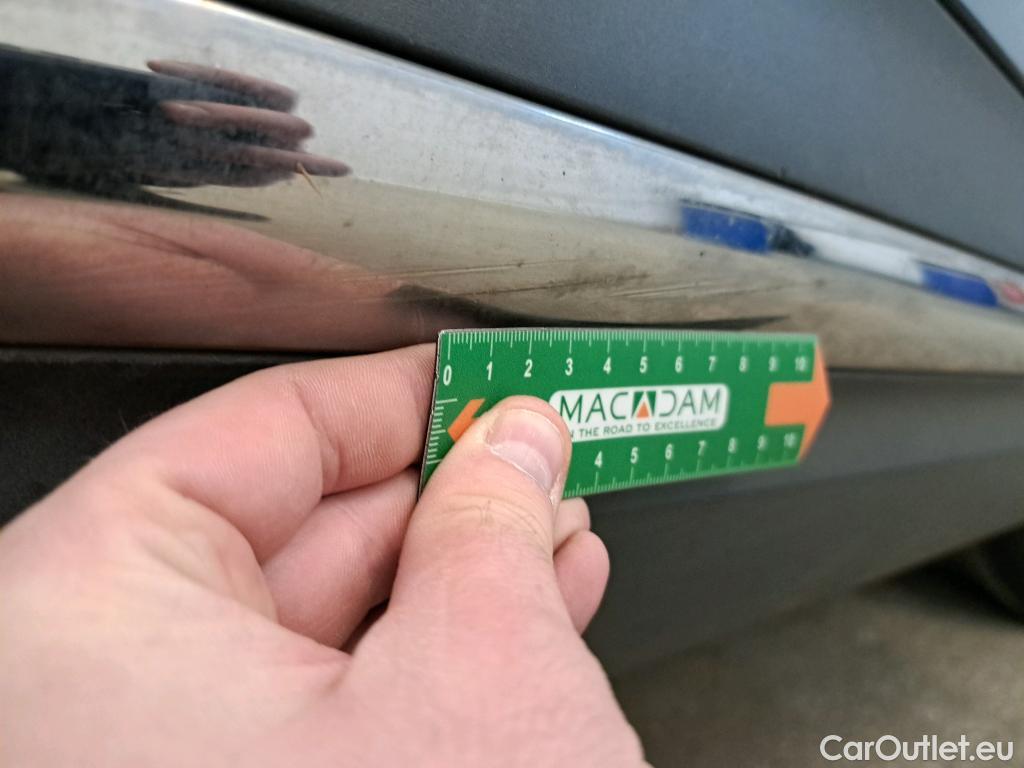 0 1 2 3 4 5 6 7 8 9 10
MACADAM
THE ROAD TO EXCELLENCE
4 5 6 7 8 9 10
CarOutlet.eu